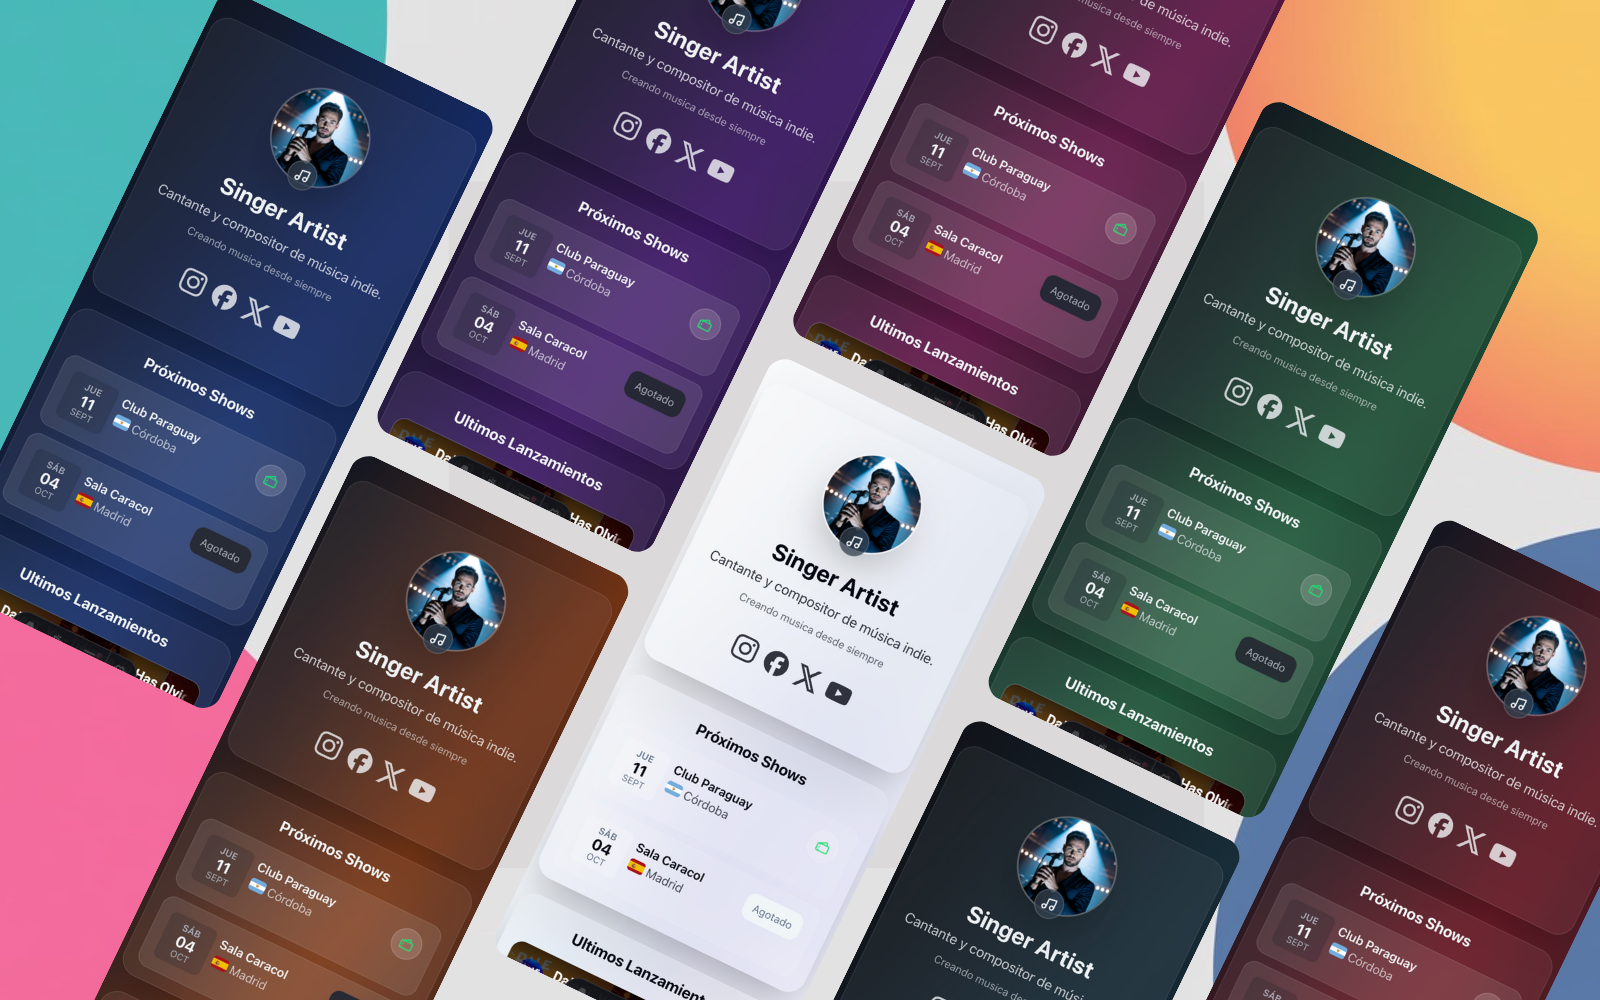 Singer Artist
Cantante y compositor de música indie.
Creando musica desde siempre
Próximos Shows
JUE
11
SEPT
Club Paraguay
Córdoba
SÁB
04
OCT
Sala Caracol
Madrid
Agotado
Ultimos Lanzamientos
Singer Artist
Cantante y compositor de música indie.
Creando musica desde siempre
Próximos Shows
JUE
11
SEPT
Club Paraguay
Córdoba
SÁB
04
OCT
Sala Caracol
Madrid
Agotado
Ultimos Lanzamientos
Has Olvi
música indie.
musica desde siempre
Próximos Shows
JUE
11
SEPT
Club Paraguay
Córdoba
SÁB
04
OCT
Sala Caracol
Madrid
Agotado
Ultimos Lanzamientos
Has Olvi
Singer Artist
Cantante y compositor de música indie.
Creando musica desde siempre
Próximos Shows
JUE
11
SEPT
Club Paraguay
Córdoba
SÁB
04
OCT
Sala Caracol
Madrid
Agotado
Ultimos Lanzamientos
Has Olvi
Singer Artist
Cantante y compositor de música indie.
Creando musica desde siempre
Próximos Shows
JUE
11
SEPT
Club Paraguay
Córdoba
SÁB
04
OCT
Sala Caracol
Madrid
Singer Artist
Cantante y compositor de música indie.
Creando musica desde siempre
Próximos Shows
JUE
11
SEPT
Club Paraguay
Córdoba
SÁB
04
OCT
Sala Caracol
Madrid
Agotado
Ultimos Lanzamient
Singer Artist
Cantante y compositor de músi
Creando musica desde siem
Singer Artist
Cantante y compositor de música indie.
Creando musica desde siempre
Próximos Shows
JUE
11
SEPT
Club Paraguay
Córdoba
SÁB
04
Sala Caracol